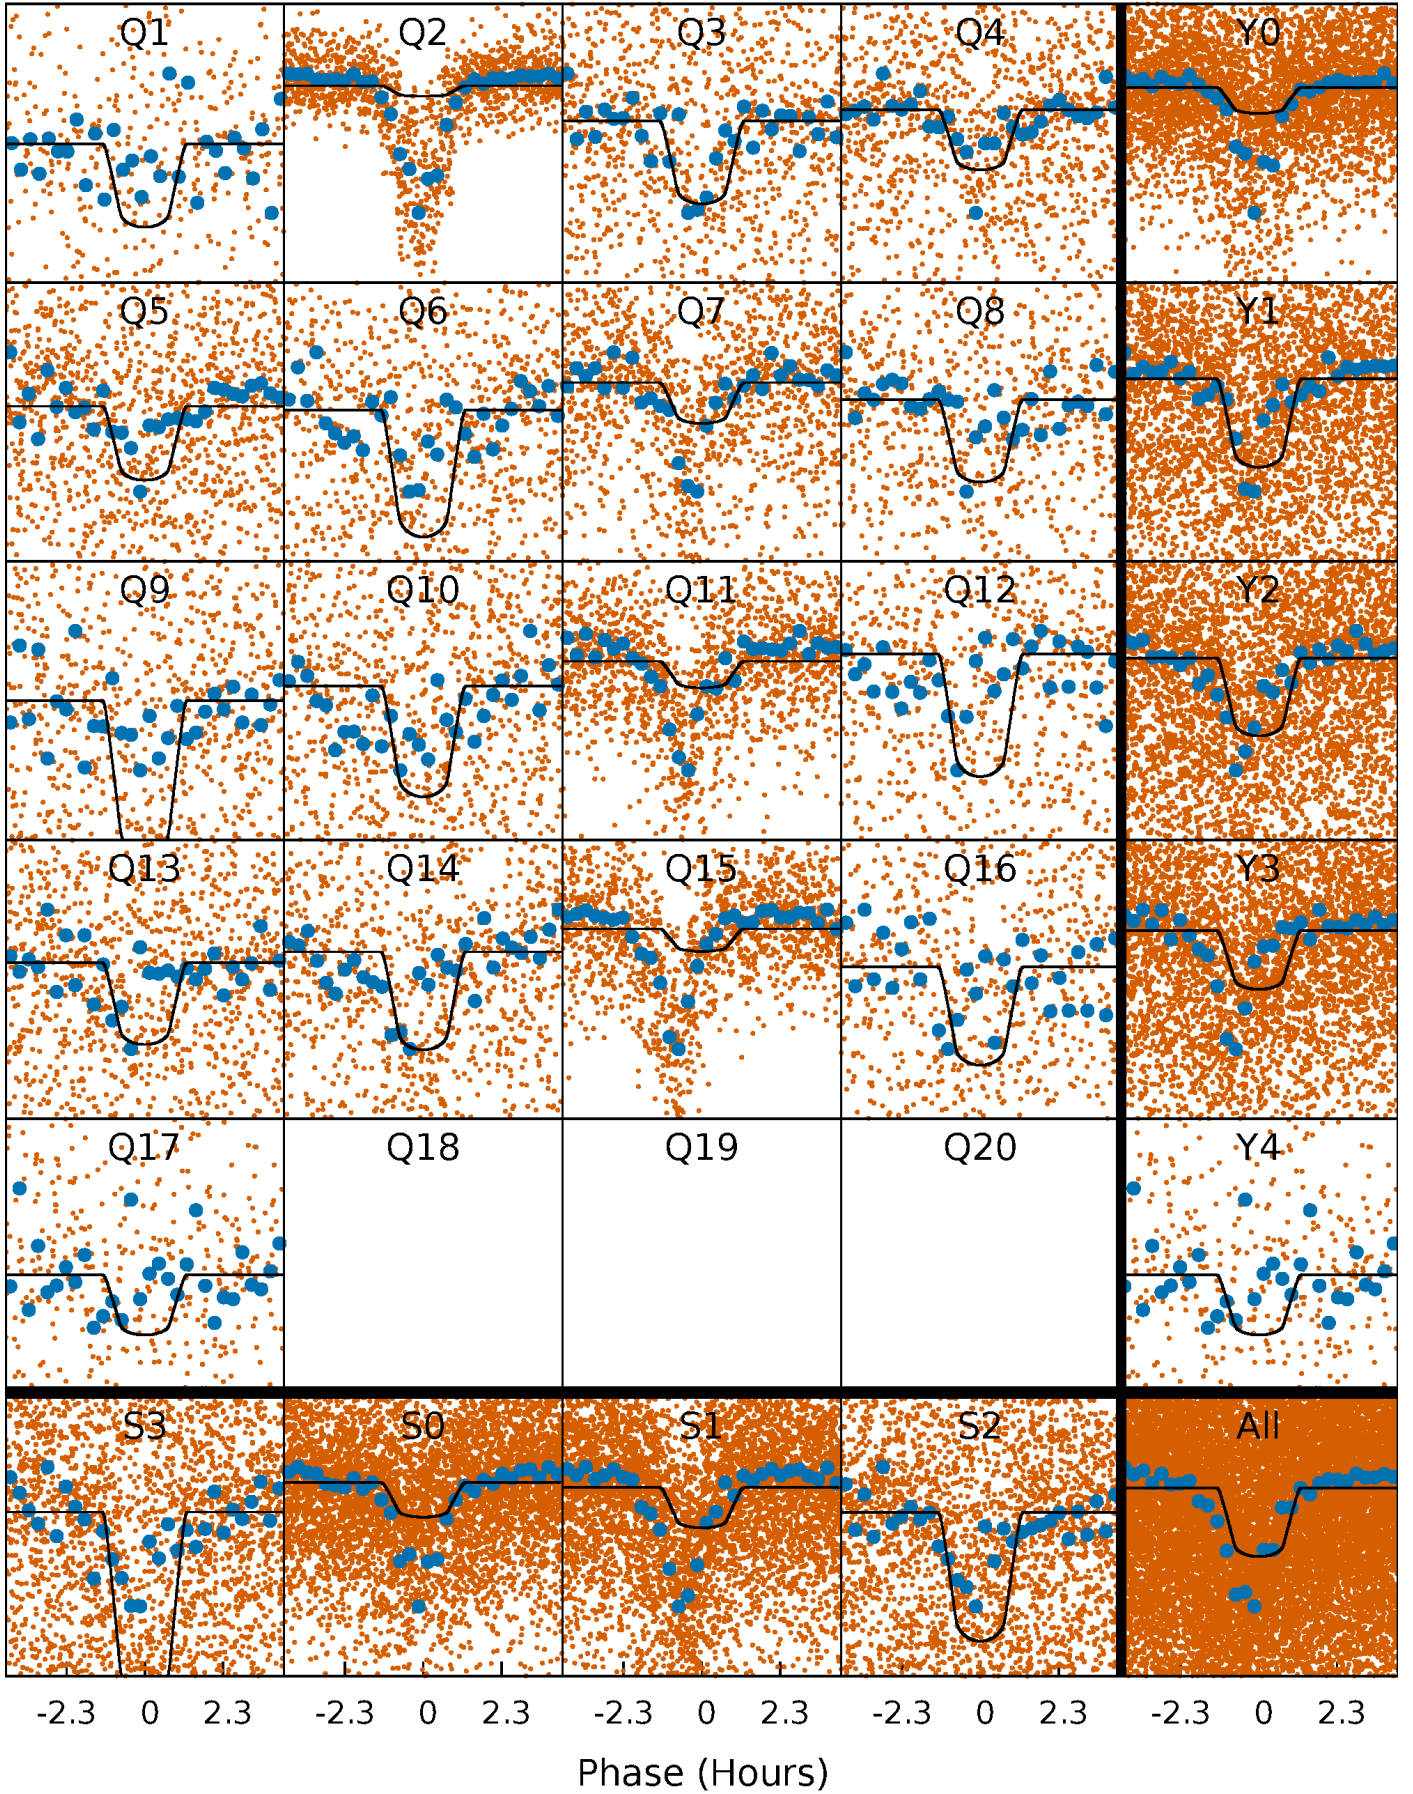 Q1 Q2 Q3 Q4 Y0
Q5 Q6 Q7 Q8 Y1
Q9 Q10 Q11 Q12 Y2
Q13 Q14 Q15 Q16 Y3
Q17 Q18 Q19 Q20 Y4
S3 S0 S1 S2 All
-2.3 0 2.3 -2.3 0 2.3 -2.3 0 2.3 -2.3 0 2.3 -2.3 0 2.3
Phase (Hours)